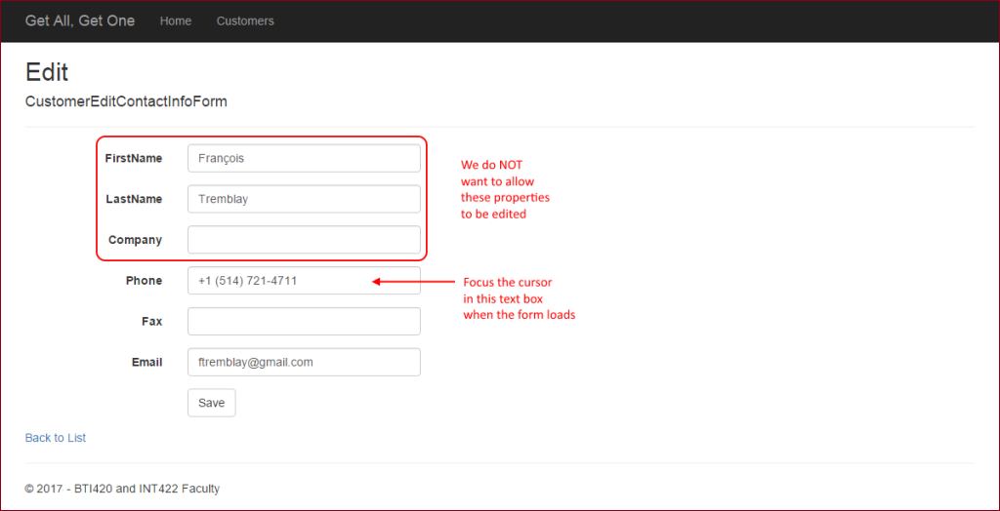 Get All, Get One Home Customers
Edit
CustomerEditContactInfoForm
FirstName François
LastName Tremblay
Company
We do NOT
want to allow
these properties
to be edited
Phone +1 (514) 721-4711
Focus the cursor
in this text box
when the form loads
Fax
Email ftremblay@gmail.com
Save
Back to List
© 2017 - BTI420 and INT422 Faculty